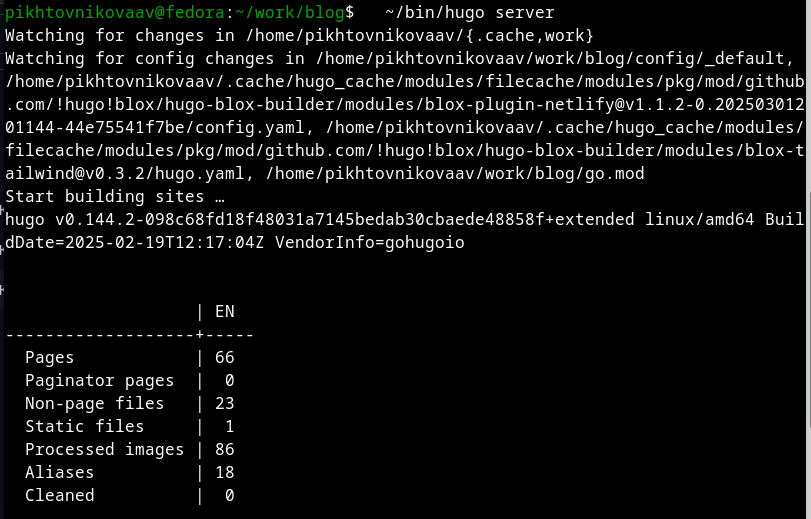 pikhtovnikovaav@fedora:~/work/blog$   ~/bin/hugo server
Watching for changes in /home/pikhtovnikovaav/{.cache,work}
Watching for config changes in /home/pikhtovnikovaav/work/blog/config/_default,
/home/pikhtovnikovaav/.cache/hugo_cache/modules/filecache/modules/pkg/mod/github
.com/!hugo!blox/hugo-blox-builder/modules/blox-plugin-netlify@v1.1.2-0.202503012
01144-44e75541f7be/config.yaml, /home/pikhtovnikovaav/.cache/hugo_cache/modules/
filecache/modules/pkg/mod/github.com/!hugo!blox/hugo-blox-builder/modules/blox-t
ailwind@v0.3.2/hugo.yaml, /home/pikhtovnikovaav/work/blog/go.mod
Start building sites …
hugo v0.144.2-098c68fd18f48031a7145bedab30cbaede48858f+extended linux/amd64 Buil
dDate=2025-02-19T12:17:04Z VendorInfo=gohugoio
                   | EN
-------------------+-----
  Pages            | 66
  Paginator pages  |  0
  Non-page files   | 23
  Static files     |  1
  Processed images | 86
  Aliases          | 18
  Cleaned          |  0